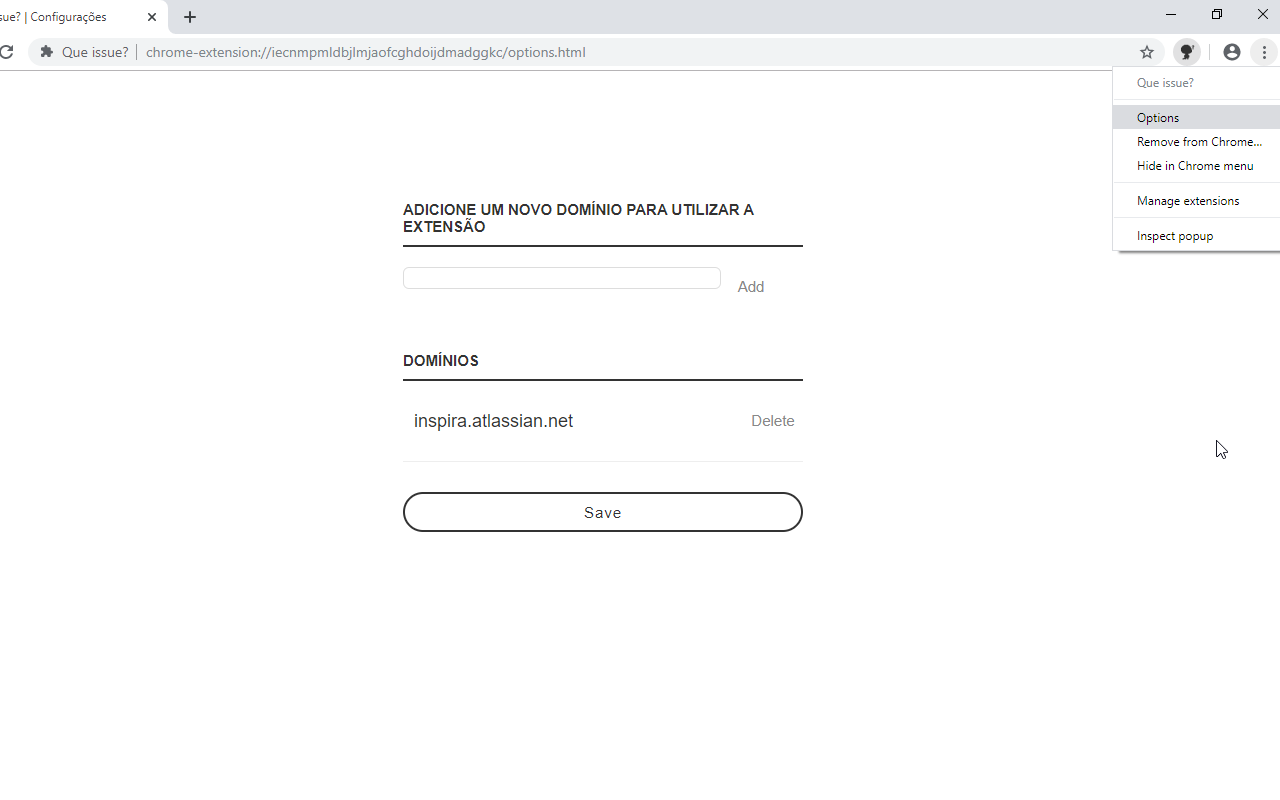 sue? | Configurações
Que issue? | chrome-extension://iecnmpmldbjlmjaofcghdoijdmadggkc/options.html
Que issue?
Options
Remove from Chrome...
Hide in Chrome menu
Manage extensions
Inspect popup
ADICIONE UM NOVO DOMÍNIO PARA UTILIZAR A
EXTENSÃO
Add
DOMÍNIOS
inspira.atlassian.net Delete
Save